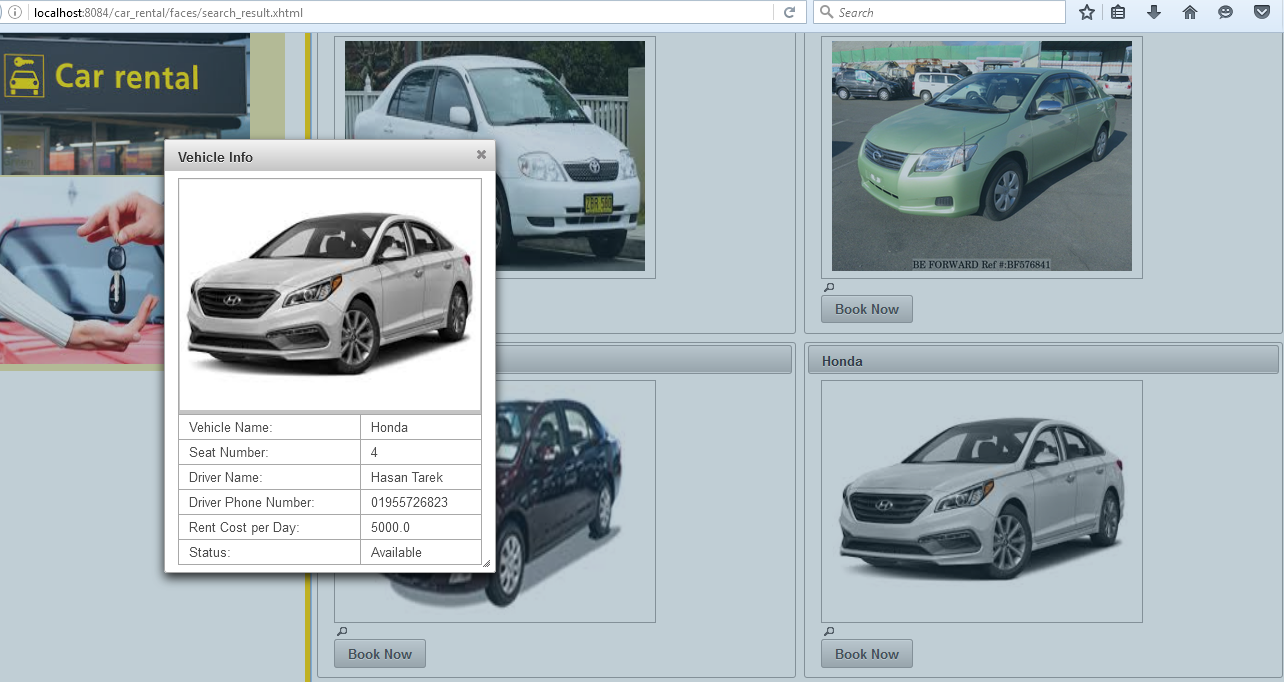 localhost:8084/car_rental/faces/search_result.xhtml
Search
Car rental
BE FORWARD Ref #:BF576841
Book Now
Vehicle Info
Vehicle Name: Honda
Seat Number: 4
Driver Name: Hasan Tarek
Driver Phone Number: 01955726823
Rent Cost per Day: 5000.0
Status: Available
Honda
Book Now
Book Now